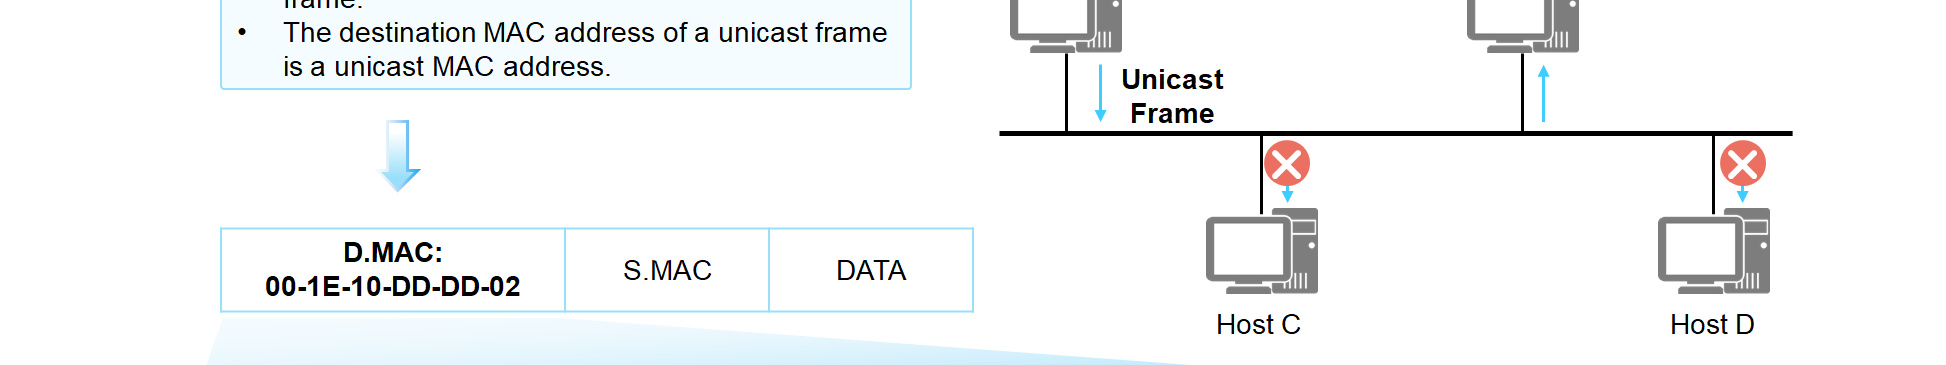 frame.
• The destination MAC address of a unicast frame
is a unicast MAC address.
Unicast
Frame
D.MAC:
00-1E-10-DD-DD-02
S.MAC
DATA
Host C
Host D